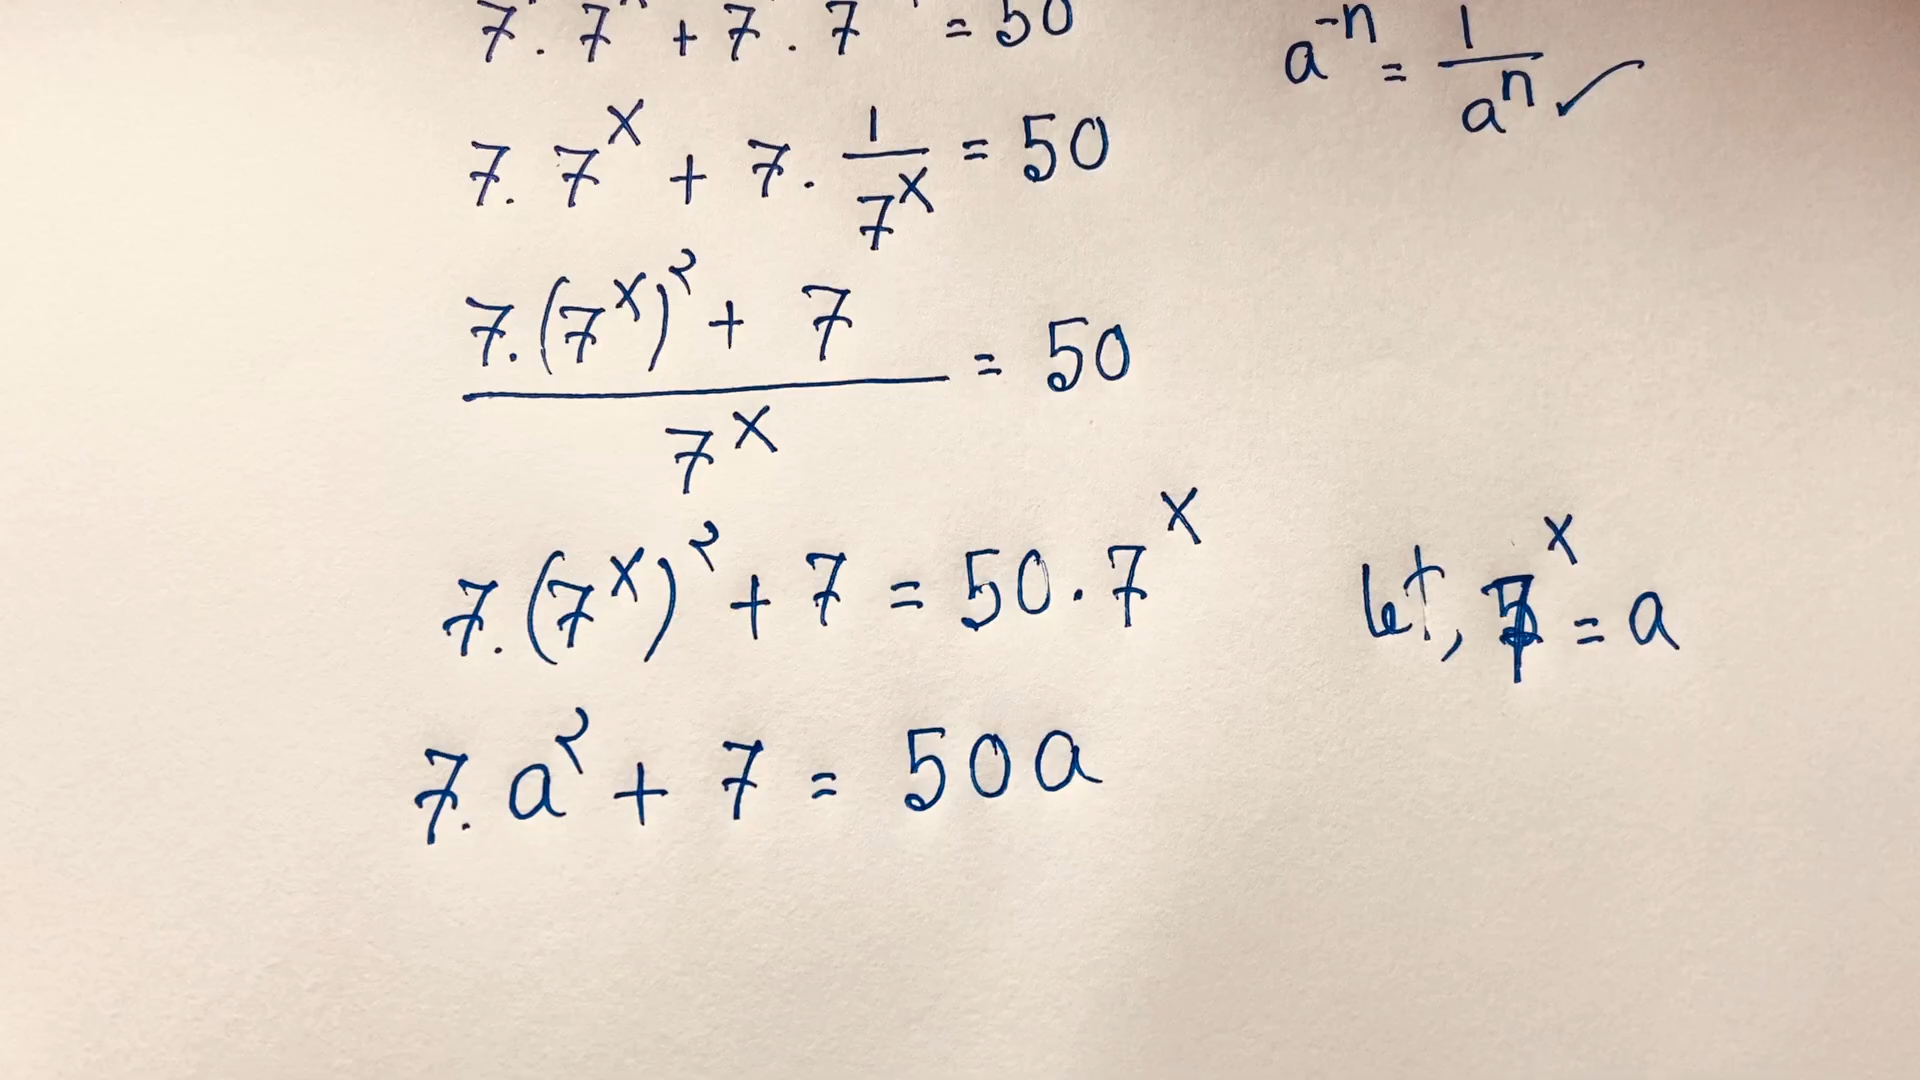 7 . 7ˣ + 7 . 7 = 50
a⁻ⁿ = 1/aⁿ ✓
7 . 7ˣ + 7 . 1/7ˣ = 50
(7.(7ˣ)² + 7)/7ˣ = 50
7.(7ˣ)² + 7 = 50 . 7ˣ
let, 7ˣ = a
7. a² + 7 = 50a